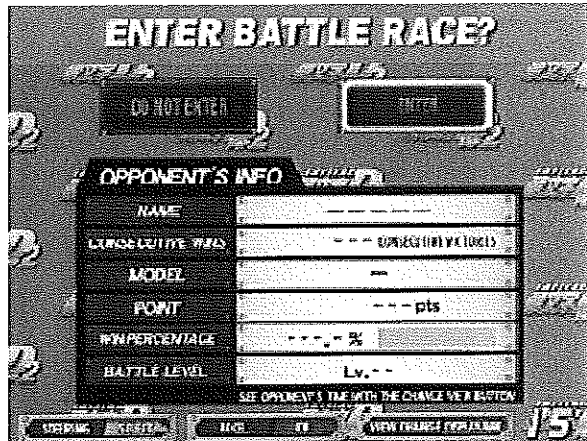 ENTER BATTLE RACE?
DO NOT ENTER
ENTER
OPPONENT'S INFO
NAME – – – – –
CONSECUTIVE WINS – – – CONSECUTIVE VICTORIES
MODEL –
POINT – – – pts
WIN PERCENTAGE – – – . – %
BATTLE LEVEL Lv. – –
SEE OPPONENT'S TIME WITH THE CHANGE VIEW BUTTON
STEERING
VIEW CHANGE
15